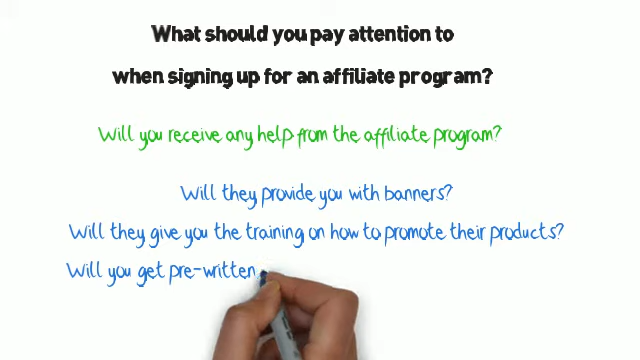 What should you pay attention to
when signing up for an affiliate program?
Will you receive any help from the affiliate program?
Will they provide you with banners?
Will they give you the training on how to promote their products?
Will you get pre-written